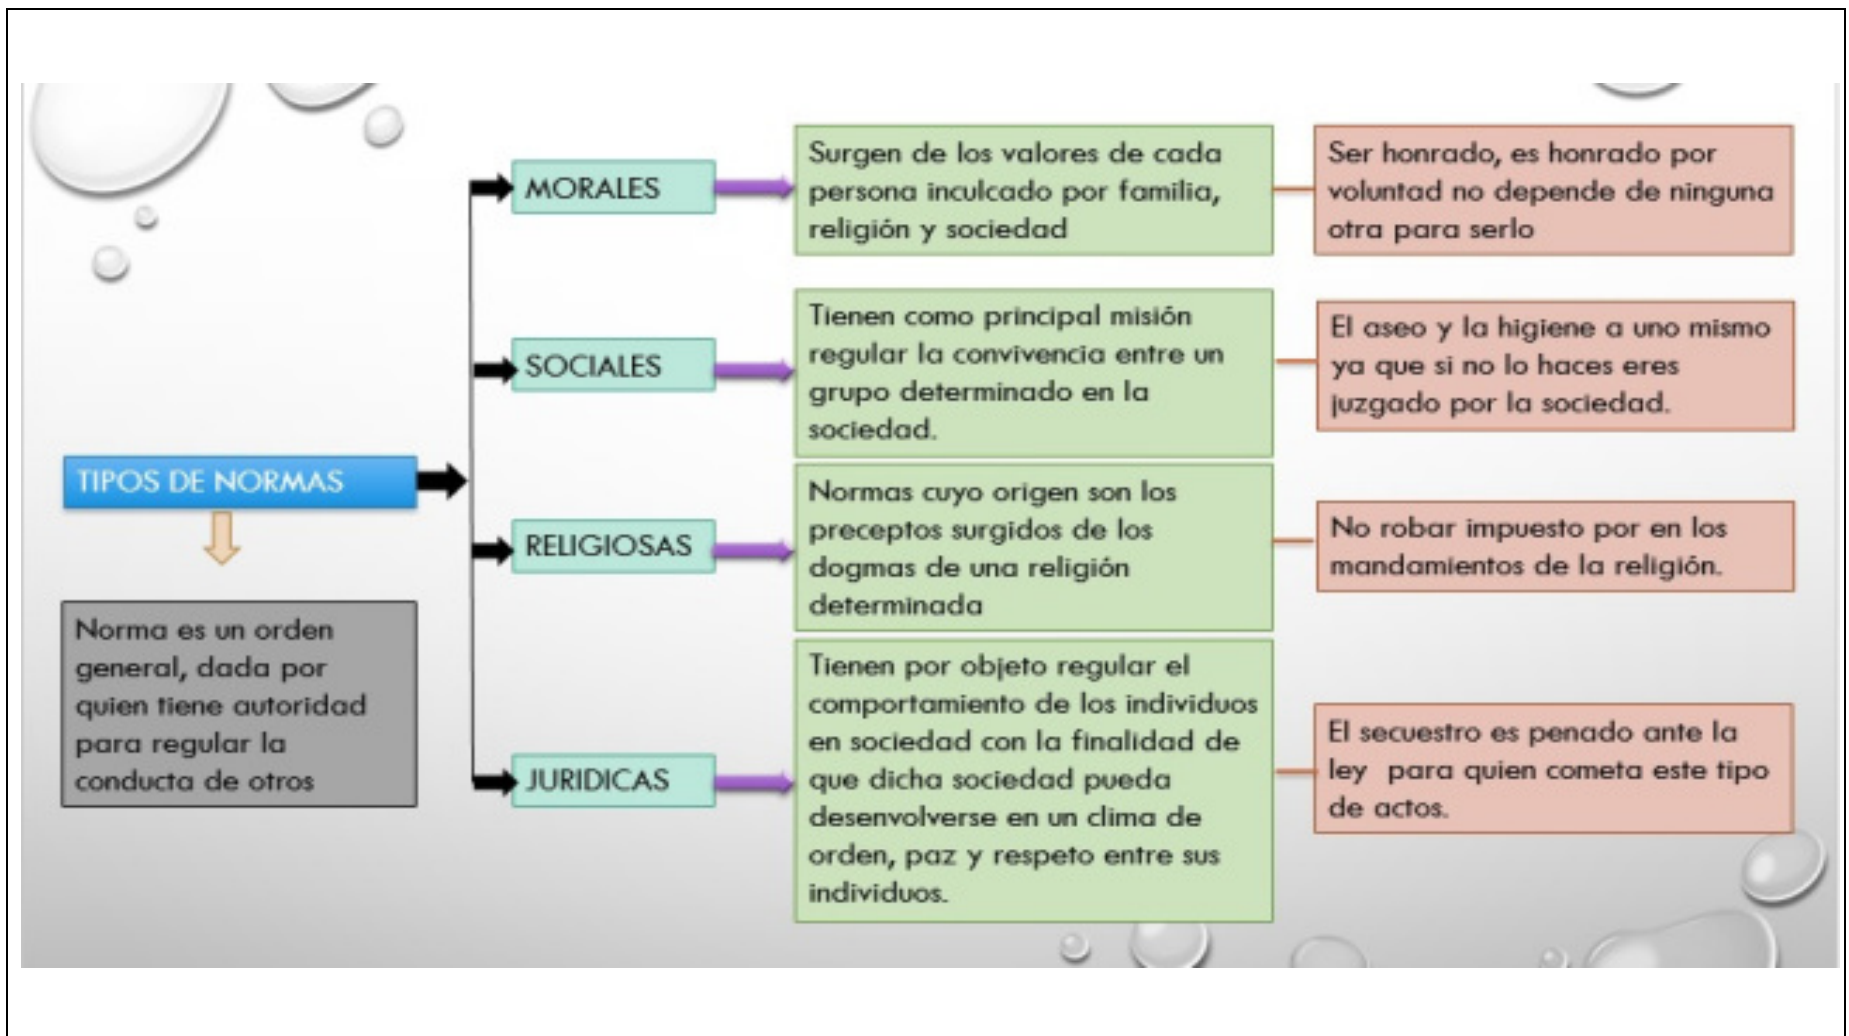 TIPOS DE NORMAS
Norma es un orden
general, dada por
quien tiene autoridad
para regular la
conducta de otros
MORALES
Surgen de los valores de cada
persona inculcado por familia,
religión y sociedad
Ser honrado, es honrado por
voluntad no depende de ninguna
otra para serlo
SOCIALES
Tienen como principal misión
regular la convivencia entre un
grupo determinado en la
sociedad.
El aseo y la higiene a uno mismo
ya que si no lo haces eres
juzgado por la sociedad.
RELIGIOSAS
Normas cuyo origen son los
preceptos surgidos de los
dogmas de una religión
determinada
No robar impuesto por en los
mandamientos de la religión.
JURIDICAS
Tienen por objeto regular el
comportamiento de los individuos
en sociedad con la finalidad de
que dicha sociedad pueda
desenvolverse en un clima de
orden, paz y respeto entre sus
individuos.
El secuestro es penado ante la
ley para quien cometa este tipo
de actos.